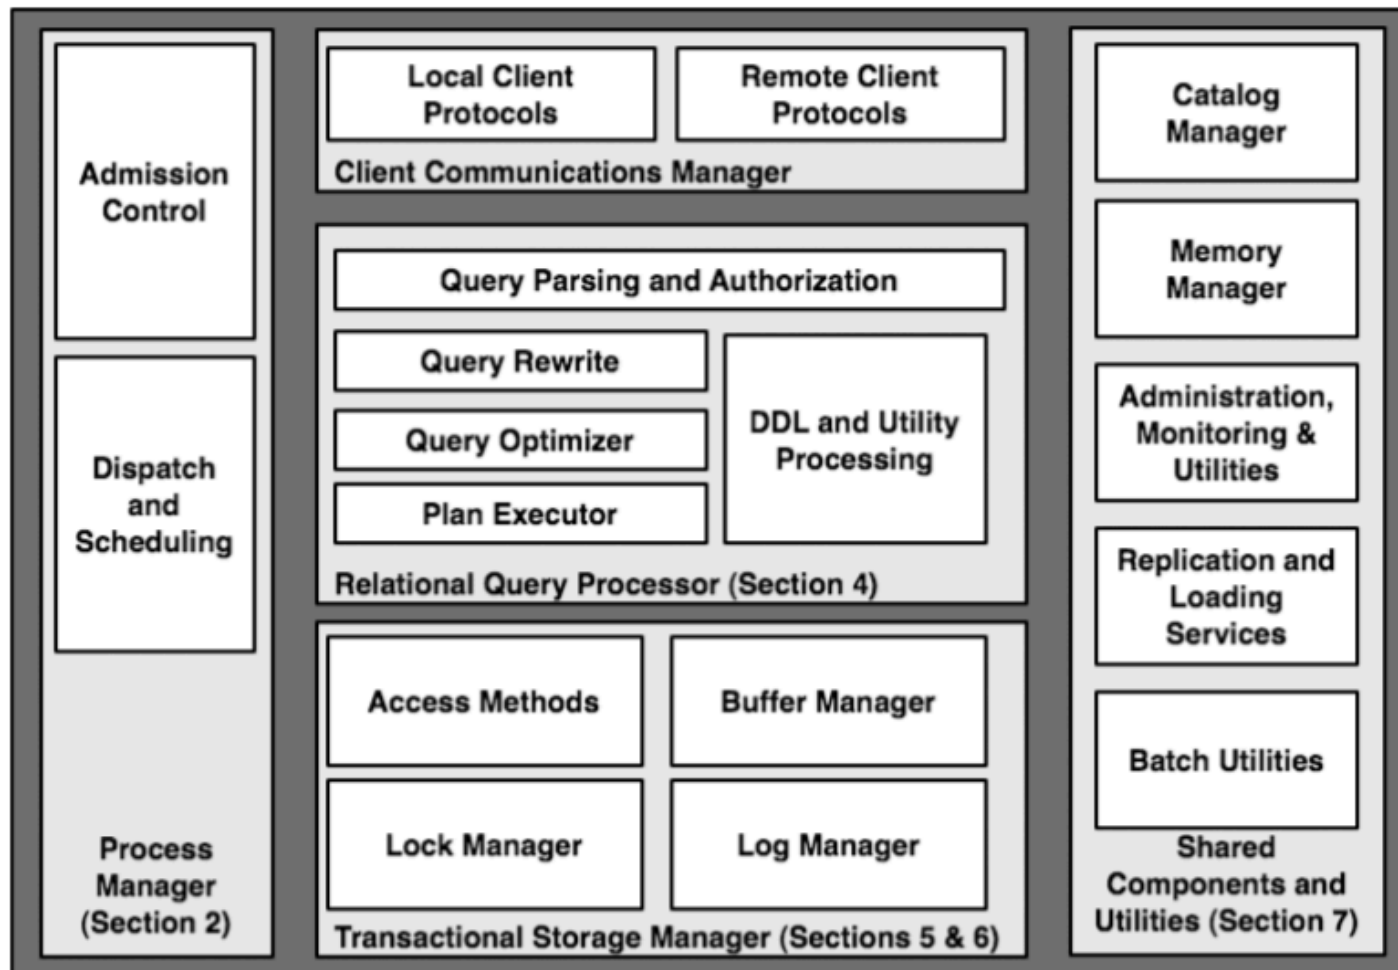 Admission
Control
Dispatch
and
Scheduling
Process
Manager
(Section 2)
Local Client
Protocols
Remote Client
Protocols
Client Communications Manager
Query Parsing and Authorization
Query Rewrite
Query Optimizer
Plan Executor
DDL and Utility
Processing
Relational Query Processor (Section 4)
Access Methods
Buffer Manager
Lock Manager
Log Manager
Transactional Storage Manager (Sections 5 & 6)
Catalog
Manager
Memory
Manager
Administration,
Monitoring &
Utilities
Replication and
Loading
Services
Batch Utilities
Shared
Components and
Utilities (Section 7)